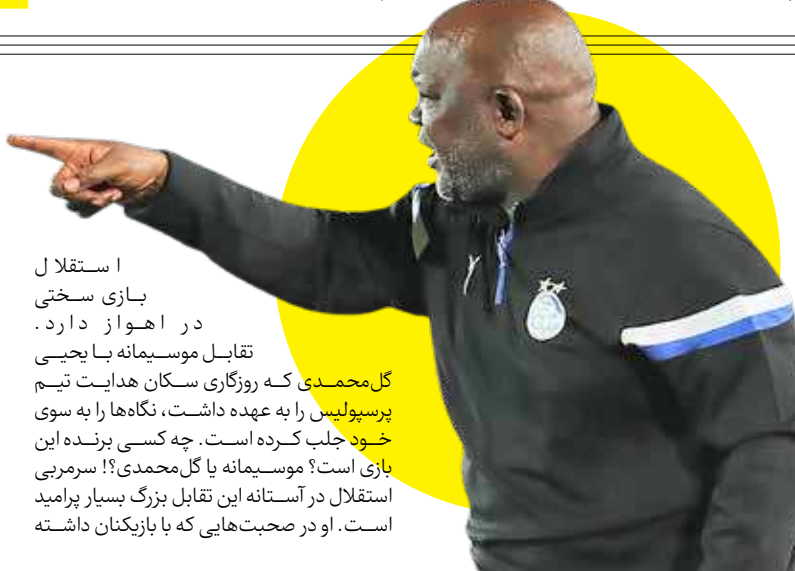 استقلال
بازی سختی
در اهواز دارد.
تقابل موسیمانه با یحیی
گل‌محمدی که روزگاری سکان هدایت تیم
پرسپولیس را به عهده داشت، نگاه‌ها را به سوی
خود جلب کرده است. چه کسی برنده این
بازی است؟ موسیمانه یا گل‌محمدی؟! سرمربی
استقلال در آستانه این تقابل بزرگ بسیار پرامید
است. او در صحبت‌هایی که با بازیکنان داشته